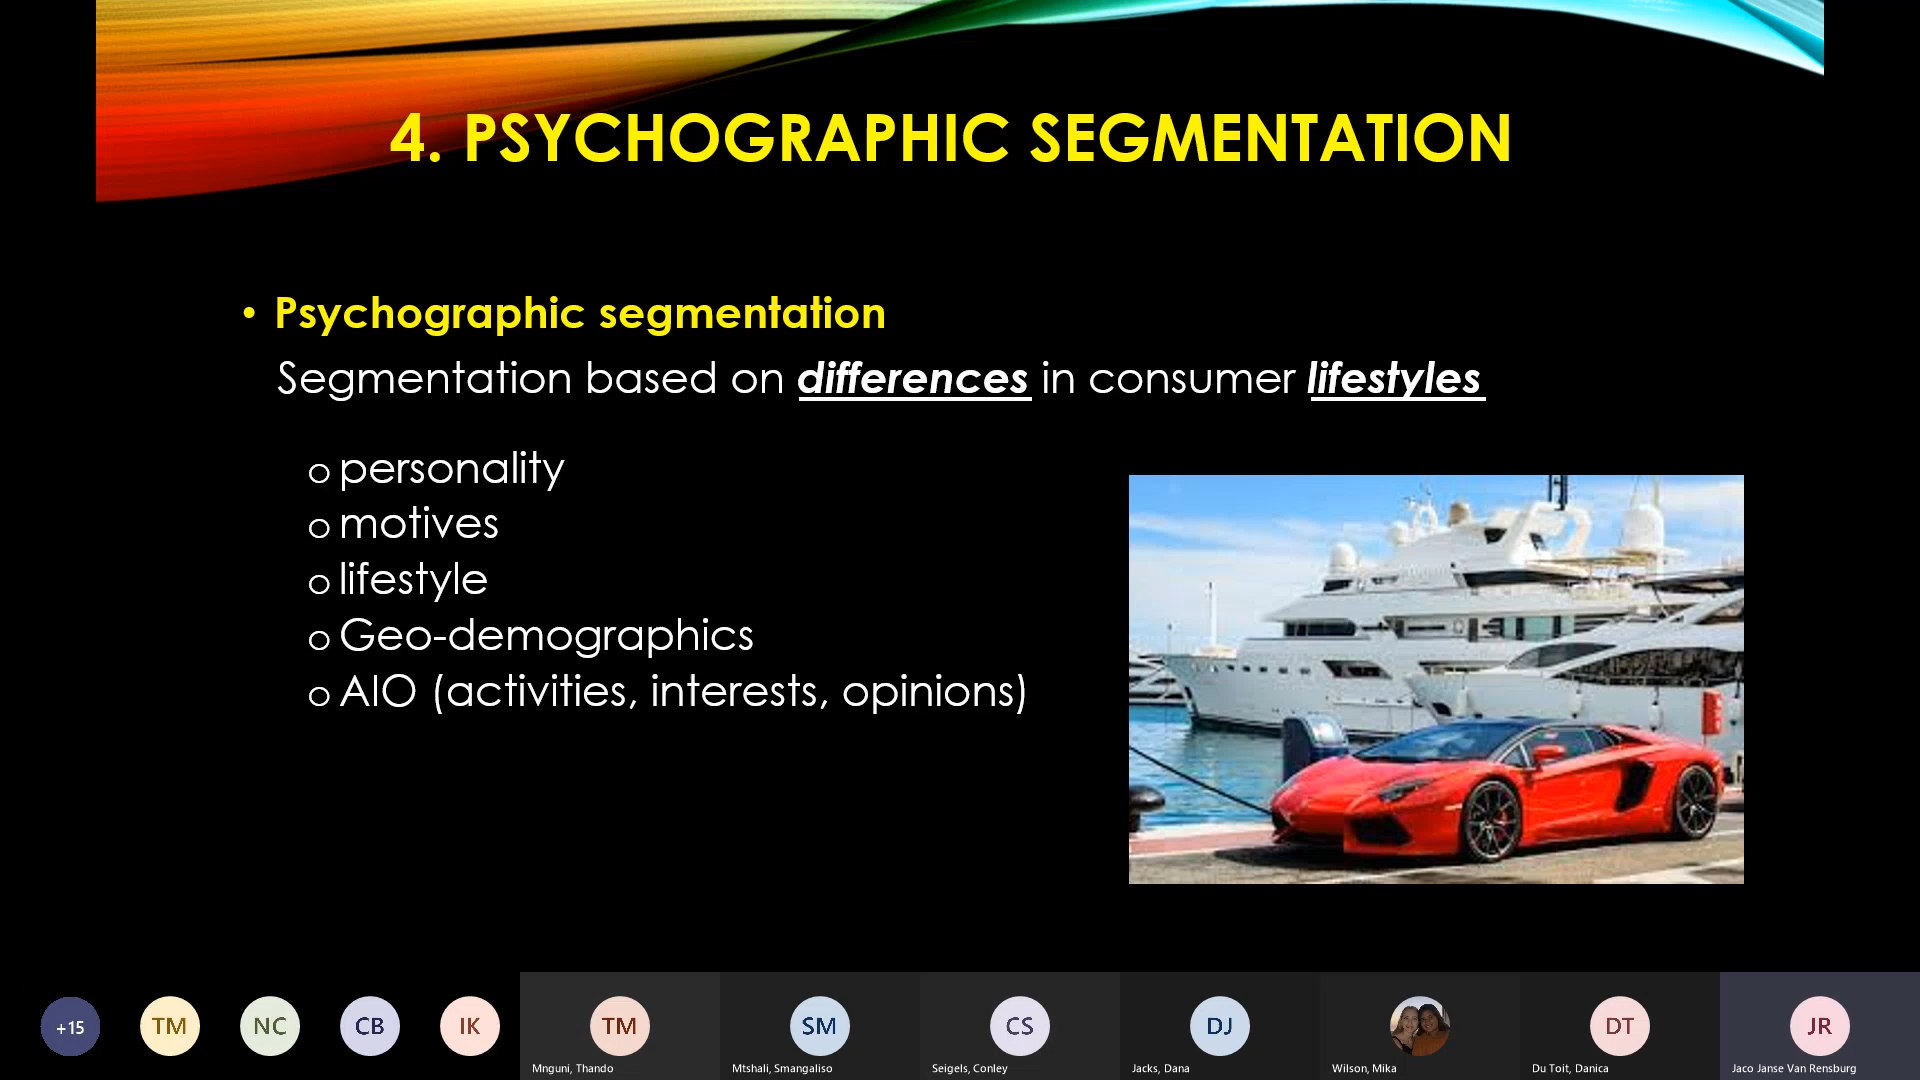 4. PSYCHOGRAPHIC SEGMENTATION
• Psychographic segmentation
Segmentation based on differences in consumer lifestyles
o personality
o motives
o lifestyle
o Geo-demographics
o AIO (activities, interests, opinions)
+15
TM
NC
CB
IK
TM
SM
CS
DJ
DT
JR
Mnguni, Thando
Mtshali, Smangaliso
Seigels, Conley
Jacks, Dana
Wilson, Mika
Du Toit, Danica
Jaco Janse Van Rensburg